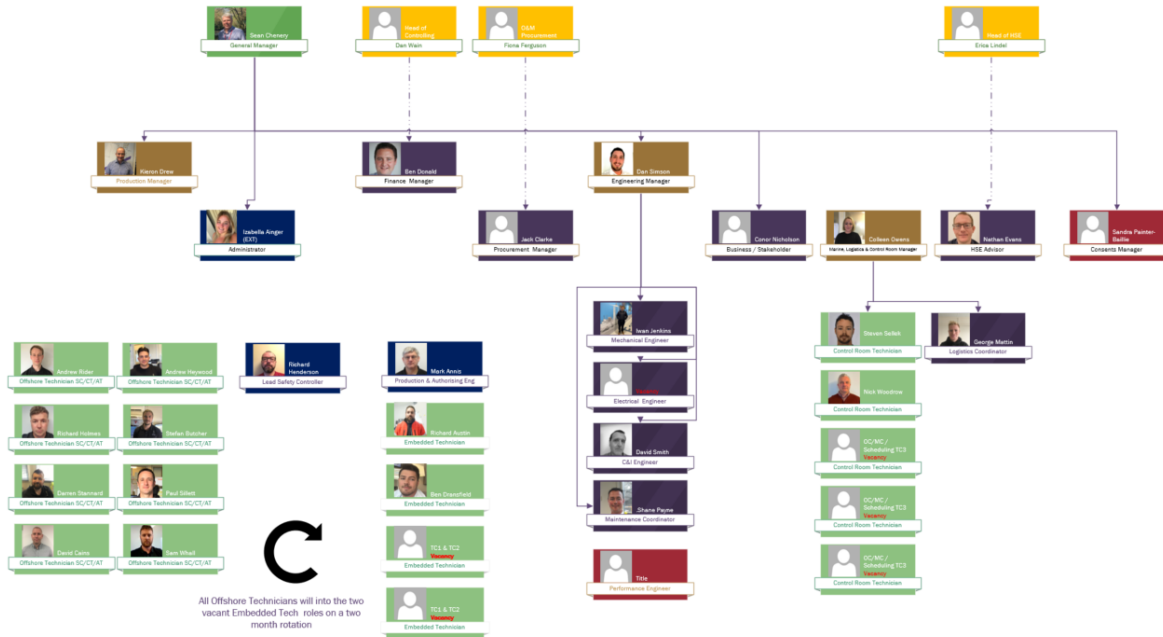 Sean Chenery
General Manager
Head of
Controlling
Dan Wain
O&M
Procurement
Fiona Ferguson
Head of HSE
Erica Lindel
Kieron Drew
Production Manager
Ben Donald
Finance Manager
Dan Simson
Engineering Manager
Izabella Ainger
(EXT)
Administrator
Jack Clarke
Procurement Manager
Conor Nicholson
Business / Stakeholder
Colleen Owens
Marine, Logistics & Control Room Manager
Nathan Evans
HSE Advisor
Sandra Painter-
Baillie
Consents Manager
Iwan Jenkins
Mechanical Engineer
Electrical Engineer
David Smith
C&I Engineer
Shane Payne
Maintenance Coordinator
Title
Performance Engineer
Steven
Control Room Technician
Nick Woodrow
Control Room Technician
DC/MC /
Scheduling TC3
Vacancy
Control Room Technician
DC/MC /
Scheduling TC3
Vacancy
Control Room Technician
DC/MC /
Scheduling TC3
Vacancy
Control Room Technician
George Mattin
Logistics Coordinator
Andrew Rider
Offshore Technician SC/CT/AT
Andrew Heywood
Offshore Technician SC/CT/AT
Richard
Henderson
Lead Safety Controller
Mark Annis
Production & Authorising Eng
Richard Holmes
Offshore Technician SC/CT/AT
Stefan Butcher
Offshore Technician SC/CT/AT
Richard Austin
Embedded Technician
Darren Stannard
Offshore Technician SC/CT/AT
Paul Sillett
Offshore Technician SC/CT/AT
Ben Dransfield
Embedded Technician
David Cairns
Offshore Technician SC/CT/AT
Sam Whall
Offshore Technician SC/CT/AT
TC1 & TC2
Vacancy
Embedded Technician
TC1 & TC2
Vacancy
Embedded Technician
All Offshore Technicians will into the two
vacant Embedded Tech roles on a two
month rotation